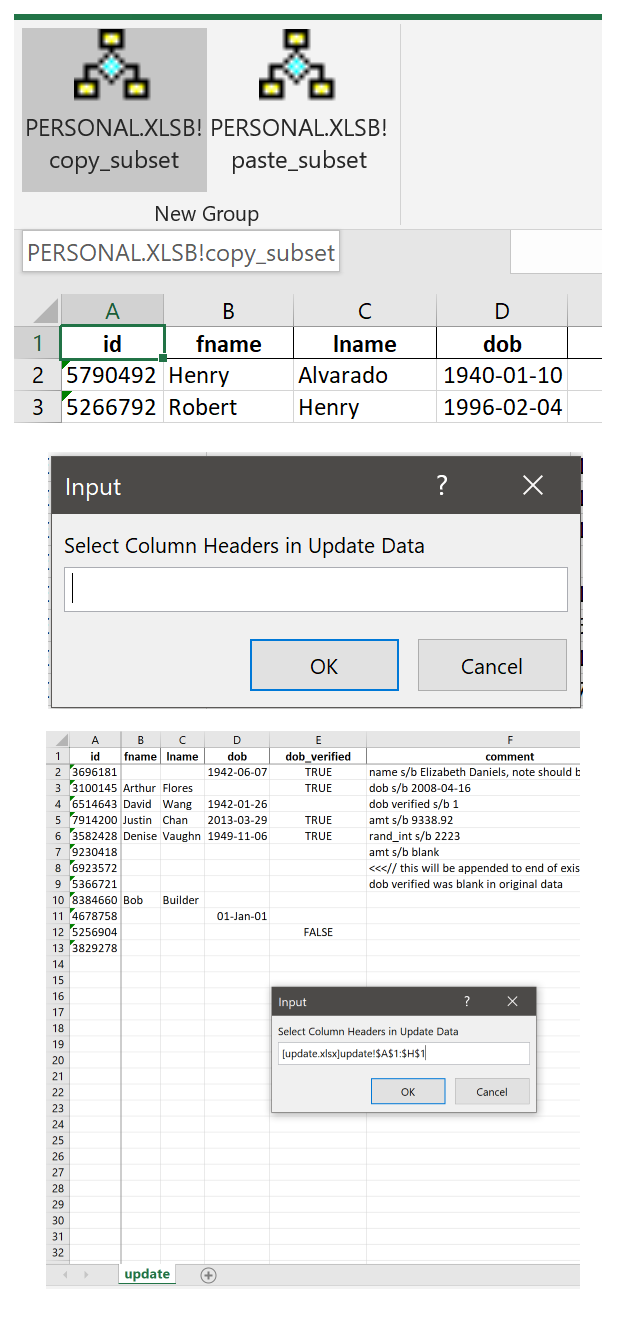 PERSONAL.XLSB! PERSONAL.XLSB!
copy_subset paste_subset
New Group
PERSONAL.XLSB!copy_subset
A B C D
1 id fname lname dob
2 5790492 Henry Alvarado 1940-01-10
3 5266792 Robert Henry 1996-02-04
Input ?
Select Column Headers in Update Data
OK Cancel
A B C D E F
1 id fname lname dob dob_verified comment
2 3696181 1942-06-07 TRUE name s/b Elizabeth Daniels, note should b
3 3100145 Arthur Flores TRUE dob s/b 2008-04-16
4 6514643 David Wang 1942-01-26 dob verified s/b 1
5 7914200 Justin Chan 2013-03-29 TRUE amt s/b 9338.92
6 3582428 Denise Vaughn 1949-11-06 TRUE rand_int s/b 2223
7 9230418 amt s/b blank
8 6923572 <<<// this will be appended to end of exis
9 5366721 dob verified was blank in original data
10 8384660 Bob Builder
11 4678758 01-Jan-01
12 5256904 FALSE
13 3829278
14
15
16
17
18
19
20
21
22
23
24
25
26
27
28
29
30
31
32
Input ?
Select Column Headers in Update Data
[update.xlsx]update!$A$1:$H$1
OK Cancel
update